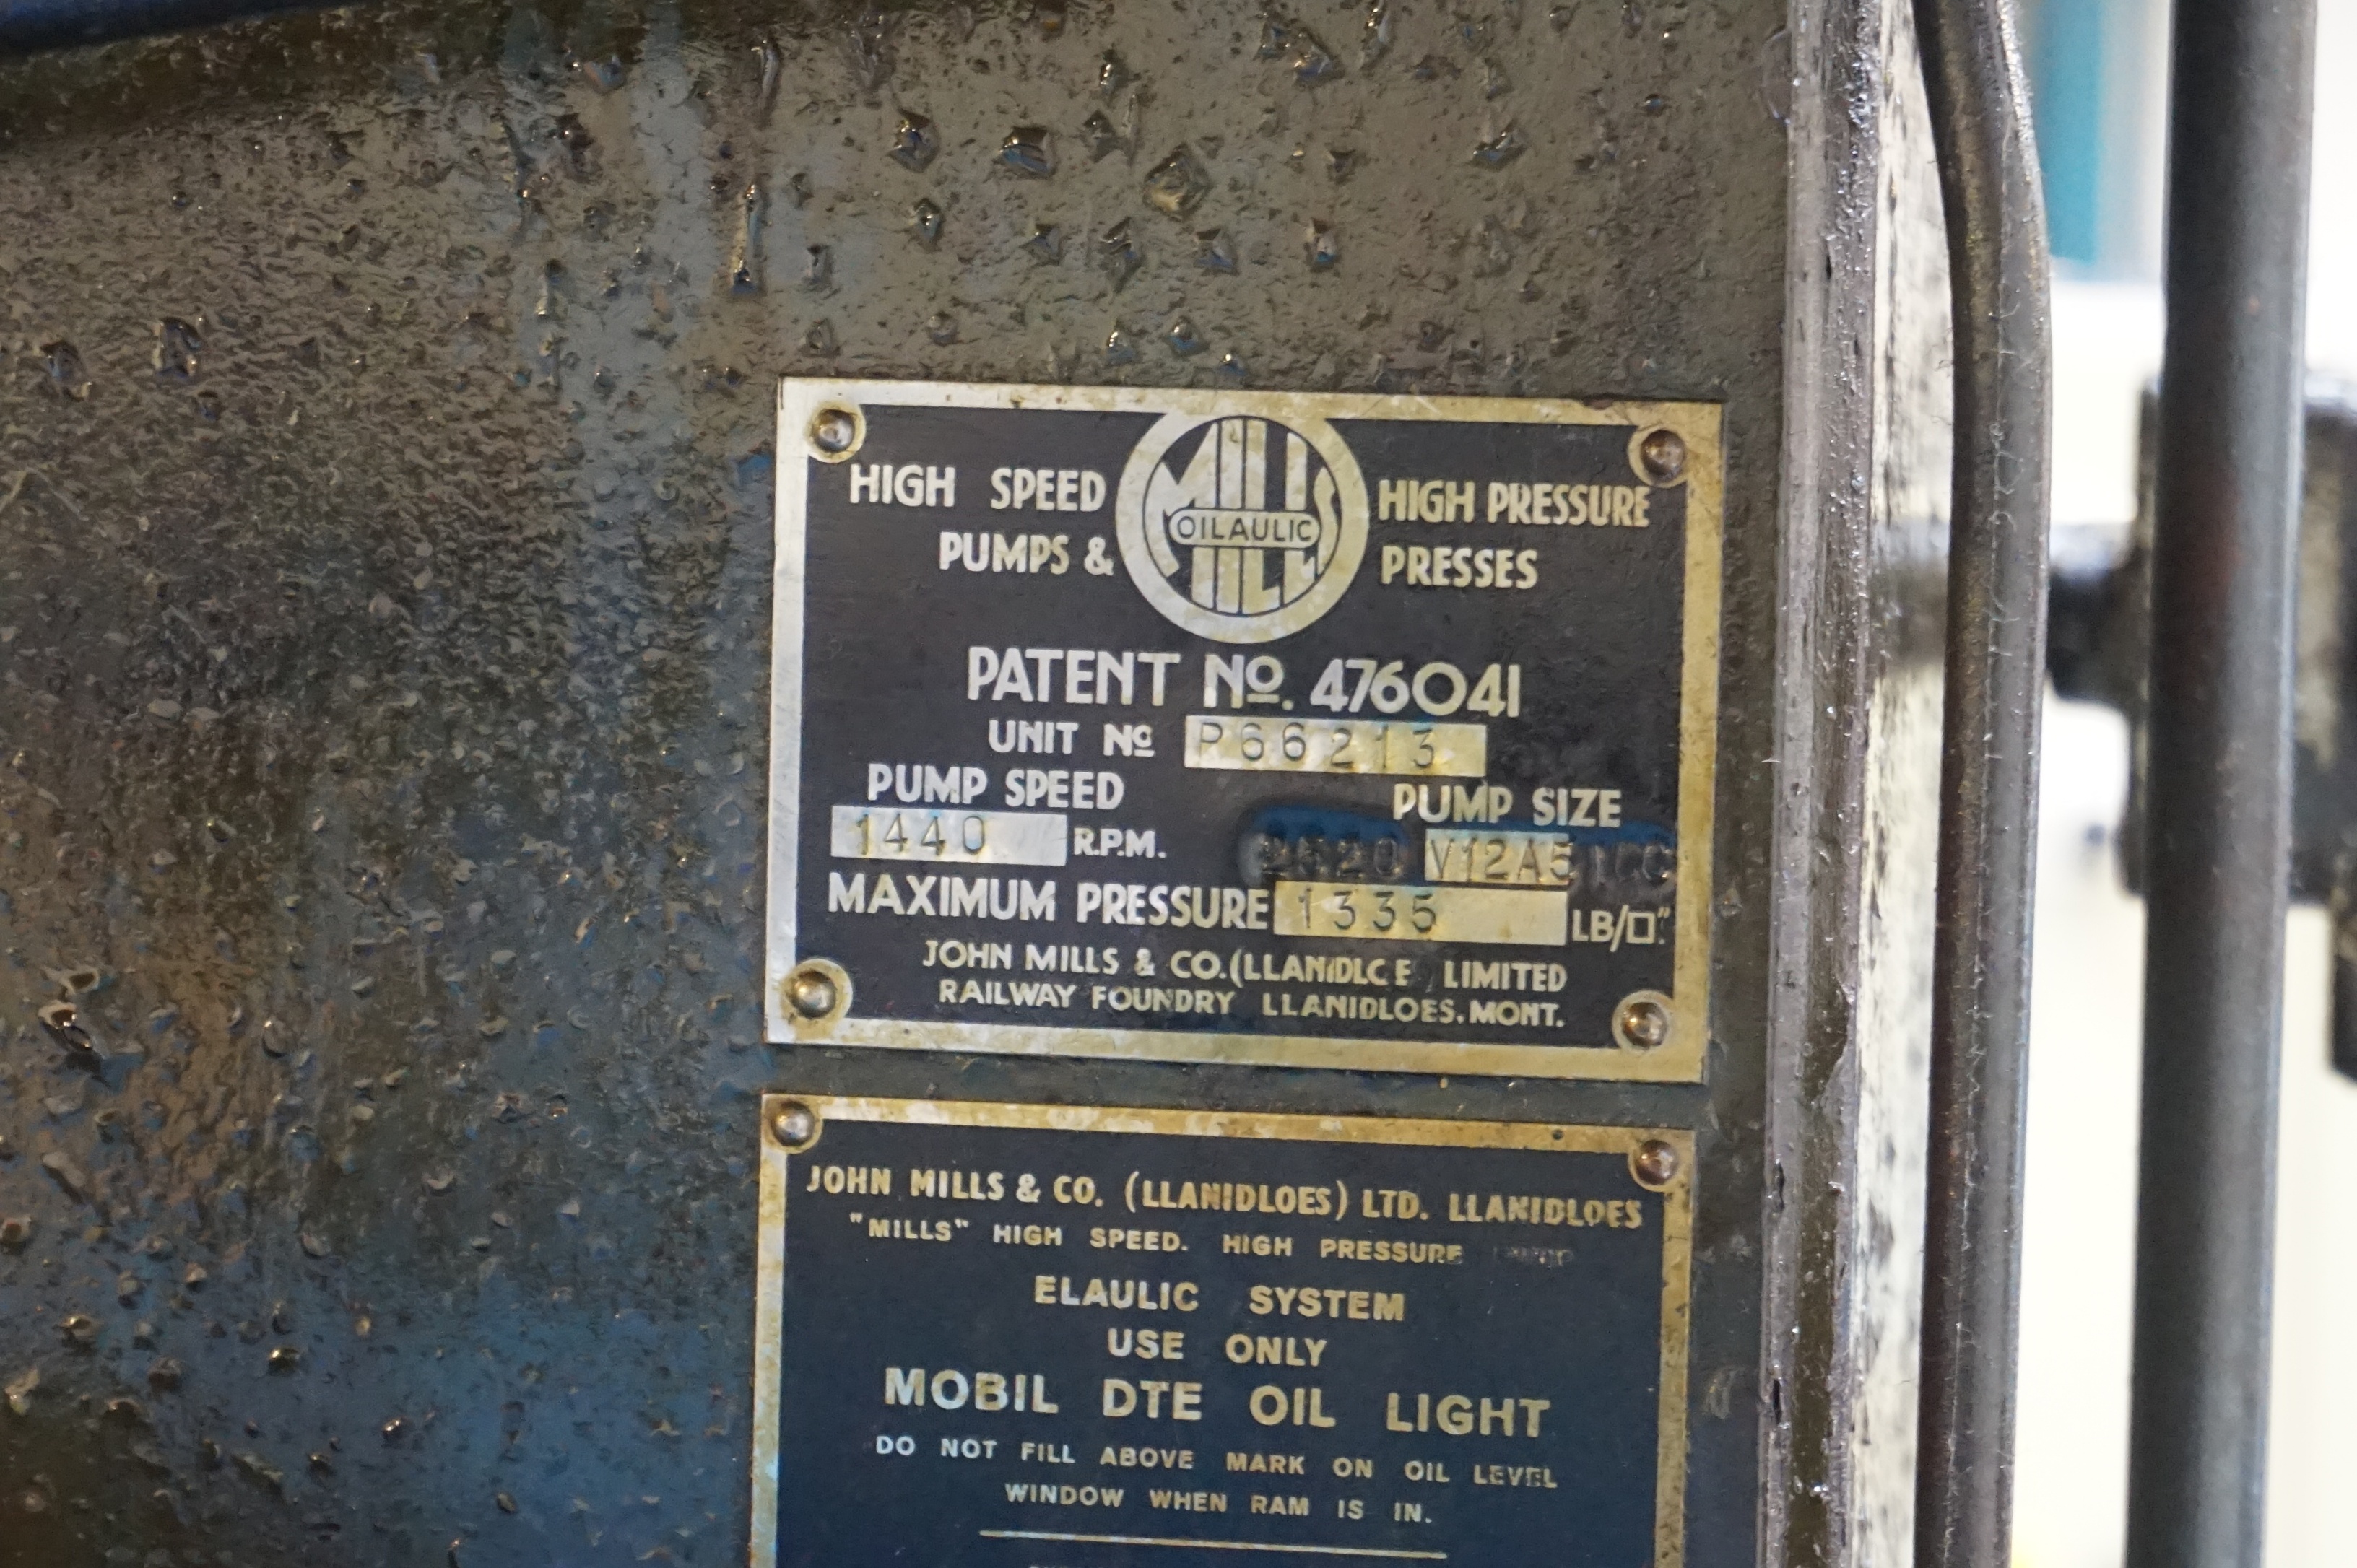 HIGH SPEED MILLS HIGH PRESSURE
OILAULIC
PUMPS & PRESSES
PATENT Nº. 476041
UNIT Nº P66213
PUMP SPEED PUMP SIZE
1440 R.P.M. V12A5
MAXIMUM PRESSURE 1335 LB/□"
JOHN MILLS & CO. LIMITED
RAILWAY FOUNDRY LLANIDLOES. MONT.
JOHN MILLS & CO. (LLANIDLOES) LTD. LLANIDLOES
"MILLS" HIGH SPEED. HIGH PRESSURE
ELAULIC SYSTEM
USE ONLY
MOBIL DTE OIL LIGHT
DO NOT FILL ABOVE MARK ON OIL LEVEL
WINDOW WHEN RAM IS IN.